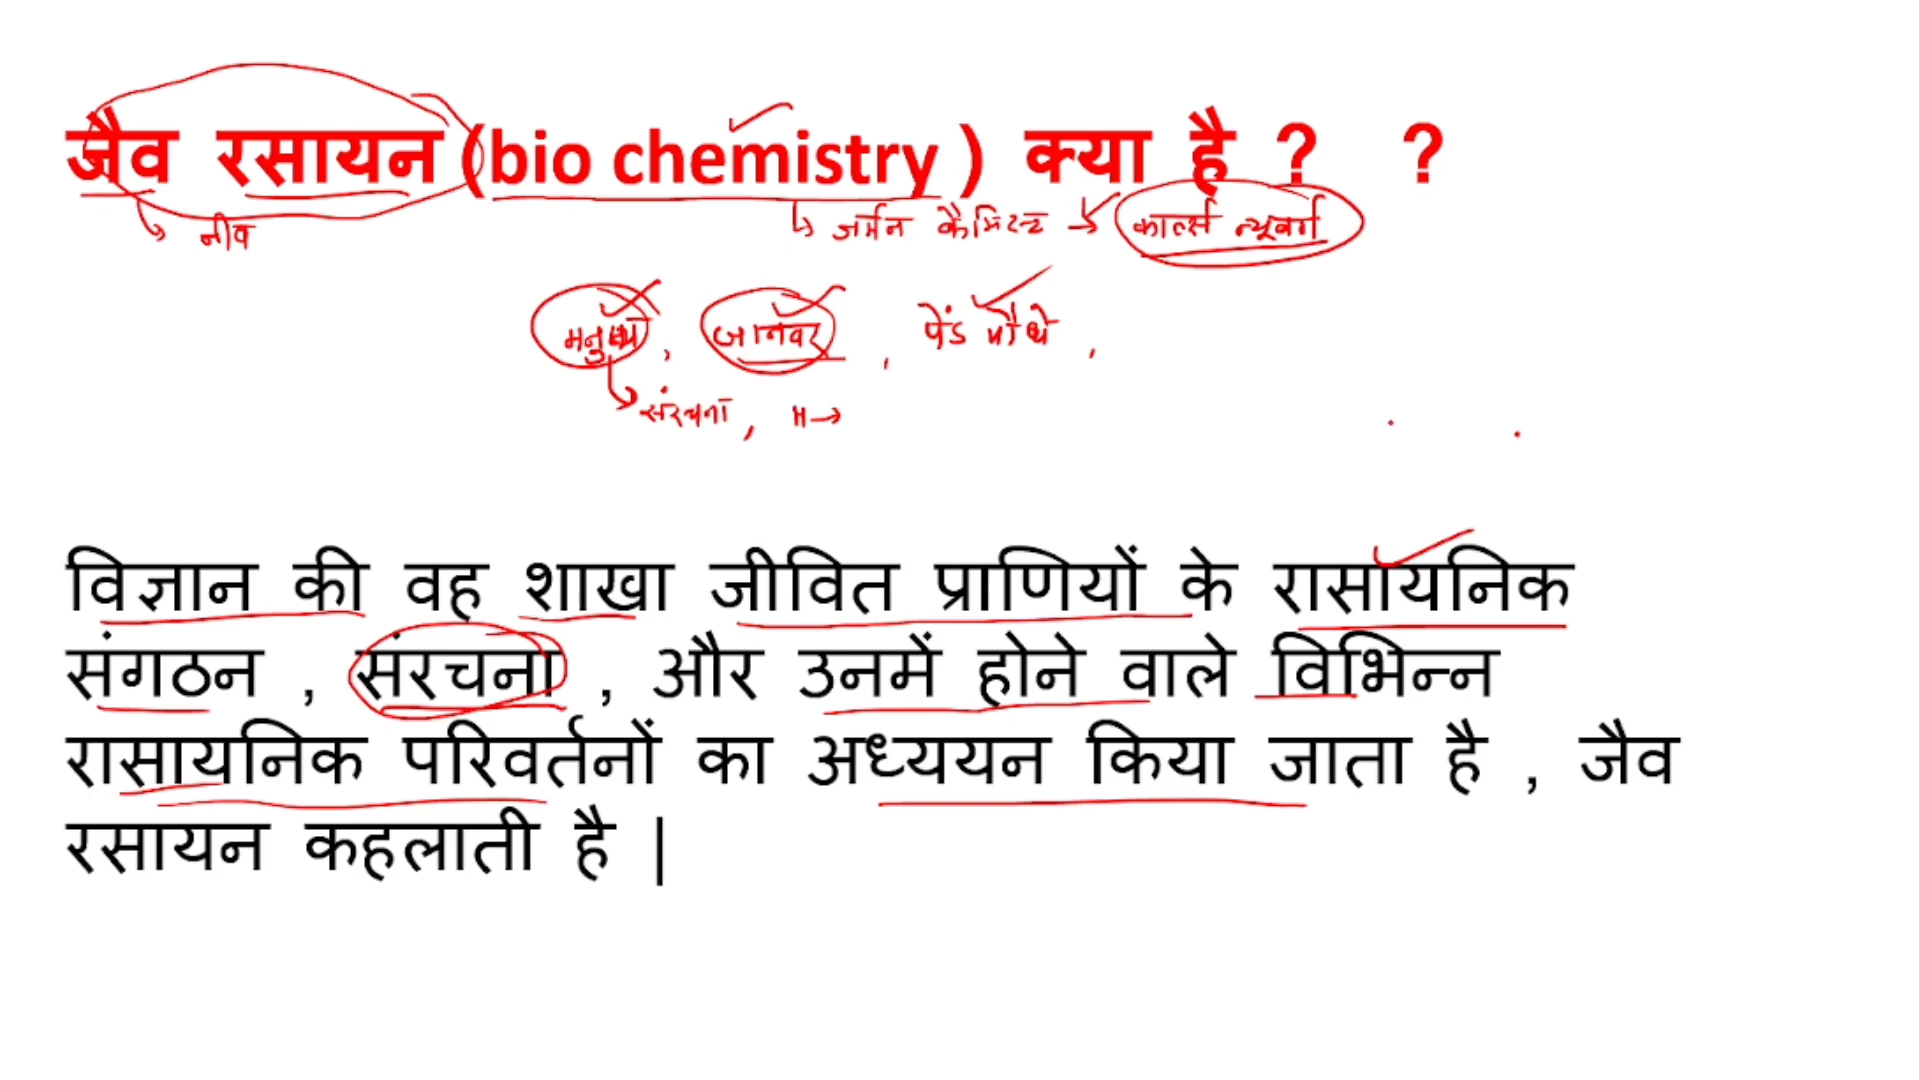 जैव रसायन (bio chemistry ) क्या है ? ?
जीव
जर्मन कैमिस्ट → कार्ल्स न्यूबर्ग
मनुष्यो , जानवर , पेंड पौधे ,
संरचना ,
विज्ञान की वह शाखा जीवित प्राणियों के रासायनिक
संगठन , संरचना , और उनमें होने वाले विभिन्न
रासायनिक परिवर्तनों का अध्ययन किया जाता है , जैव
रसायन कहलाती है |